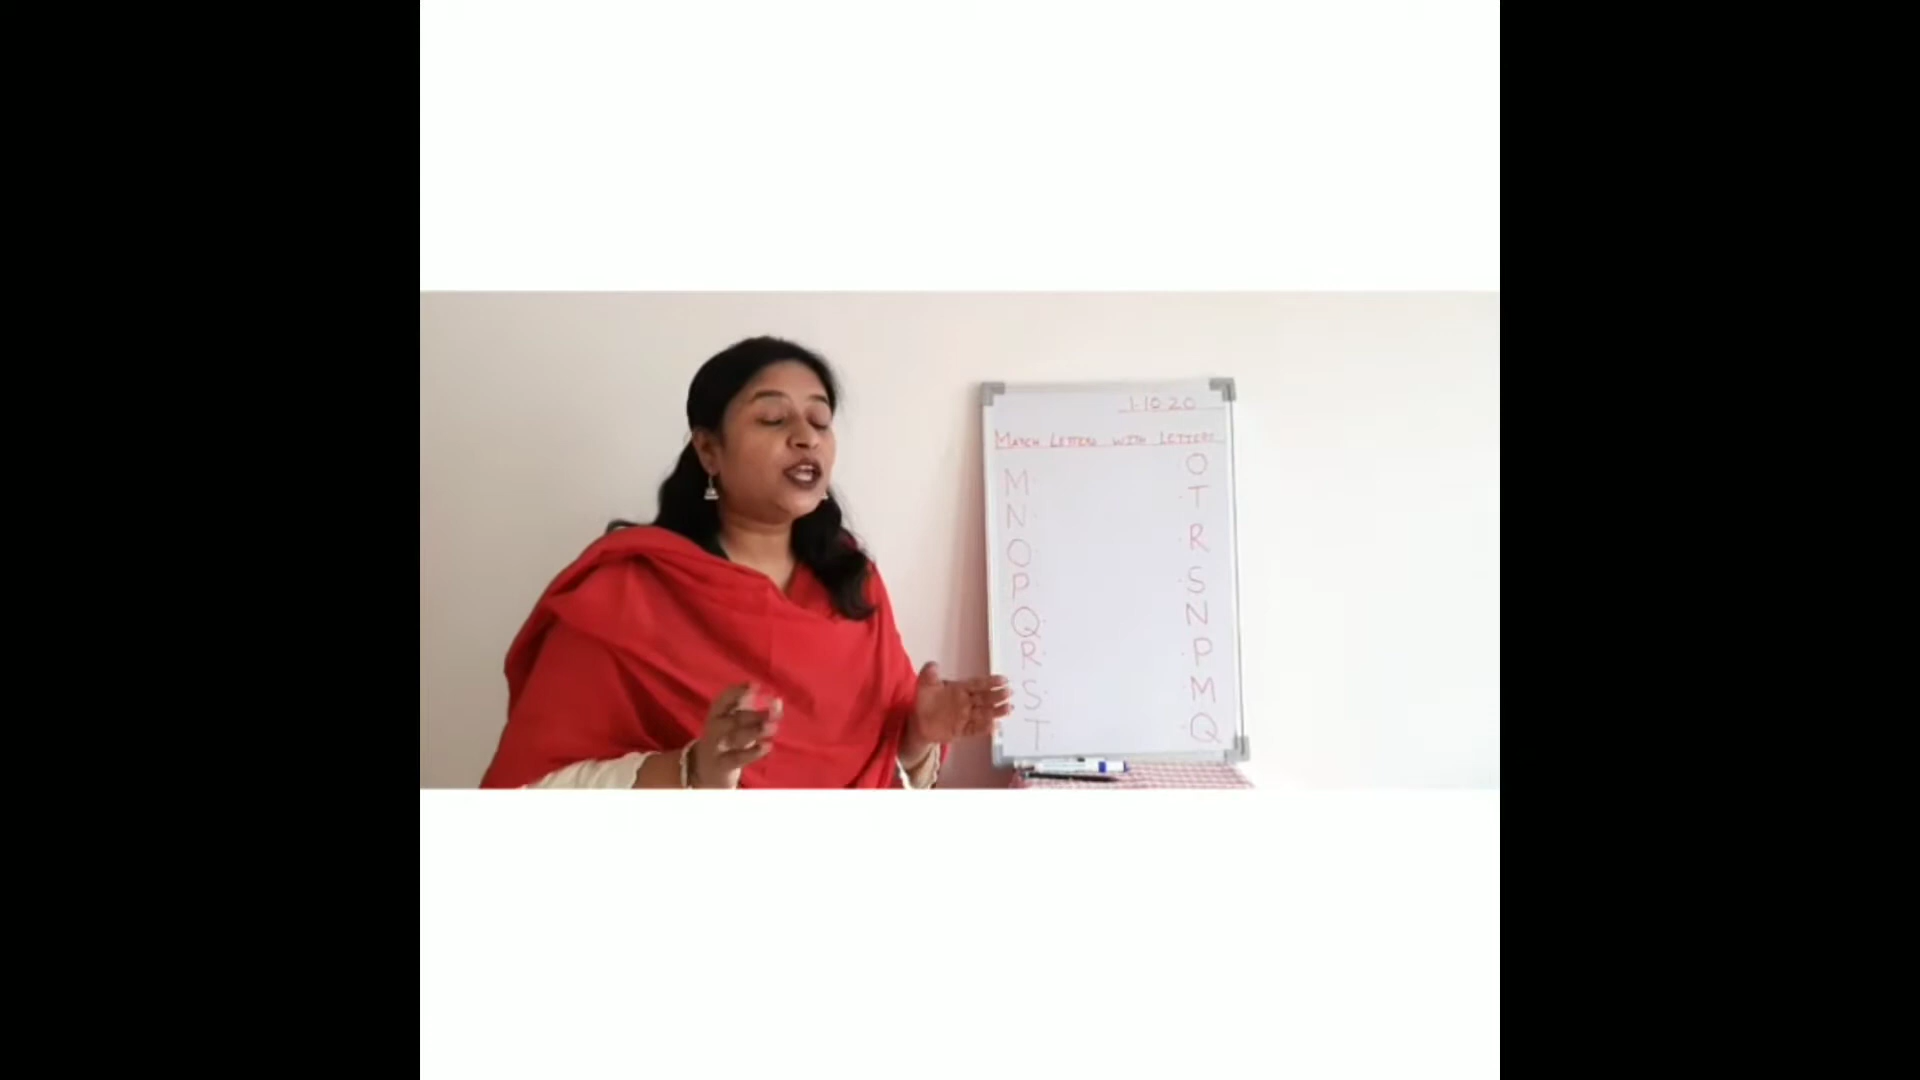 1.10.20
MATCH LETTERS WITH LETTERS
M O
N T
O R
P S
Q N
R P
S M
T Q